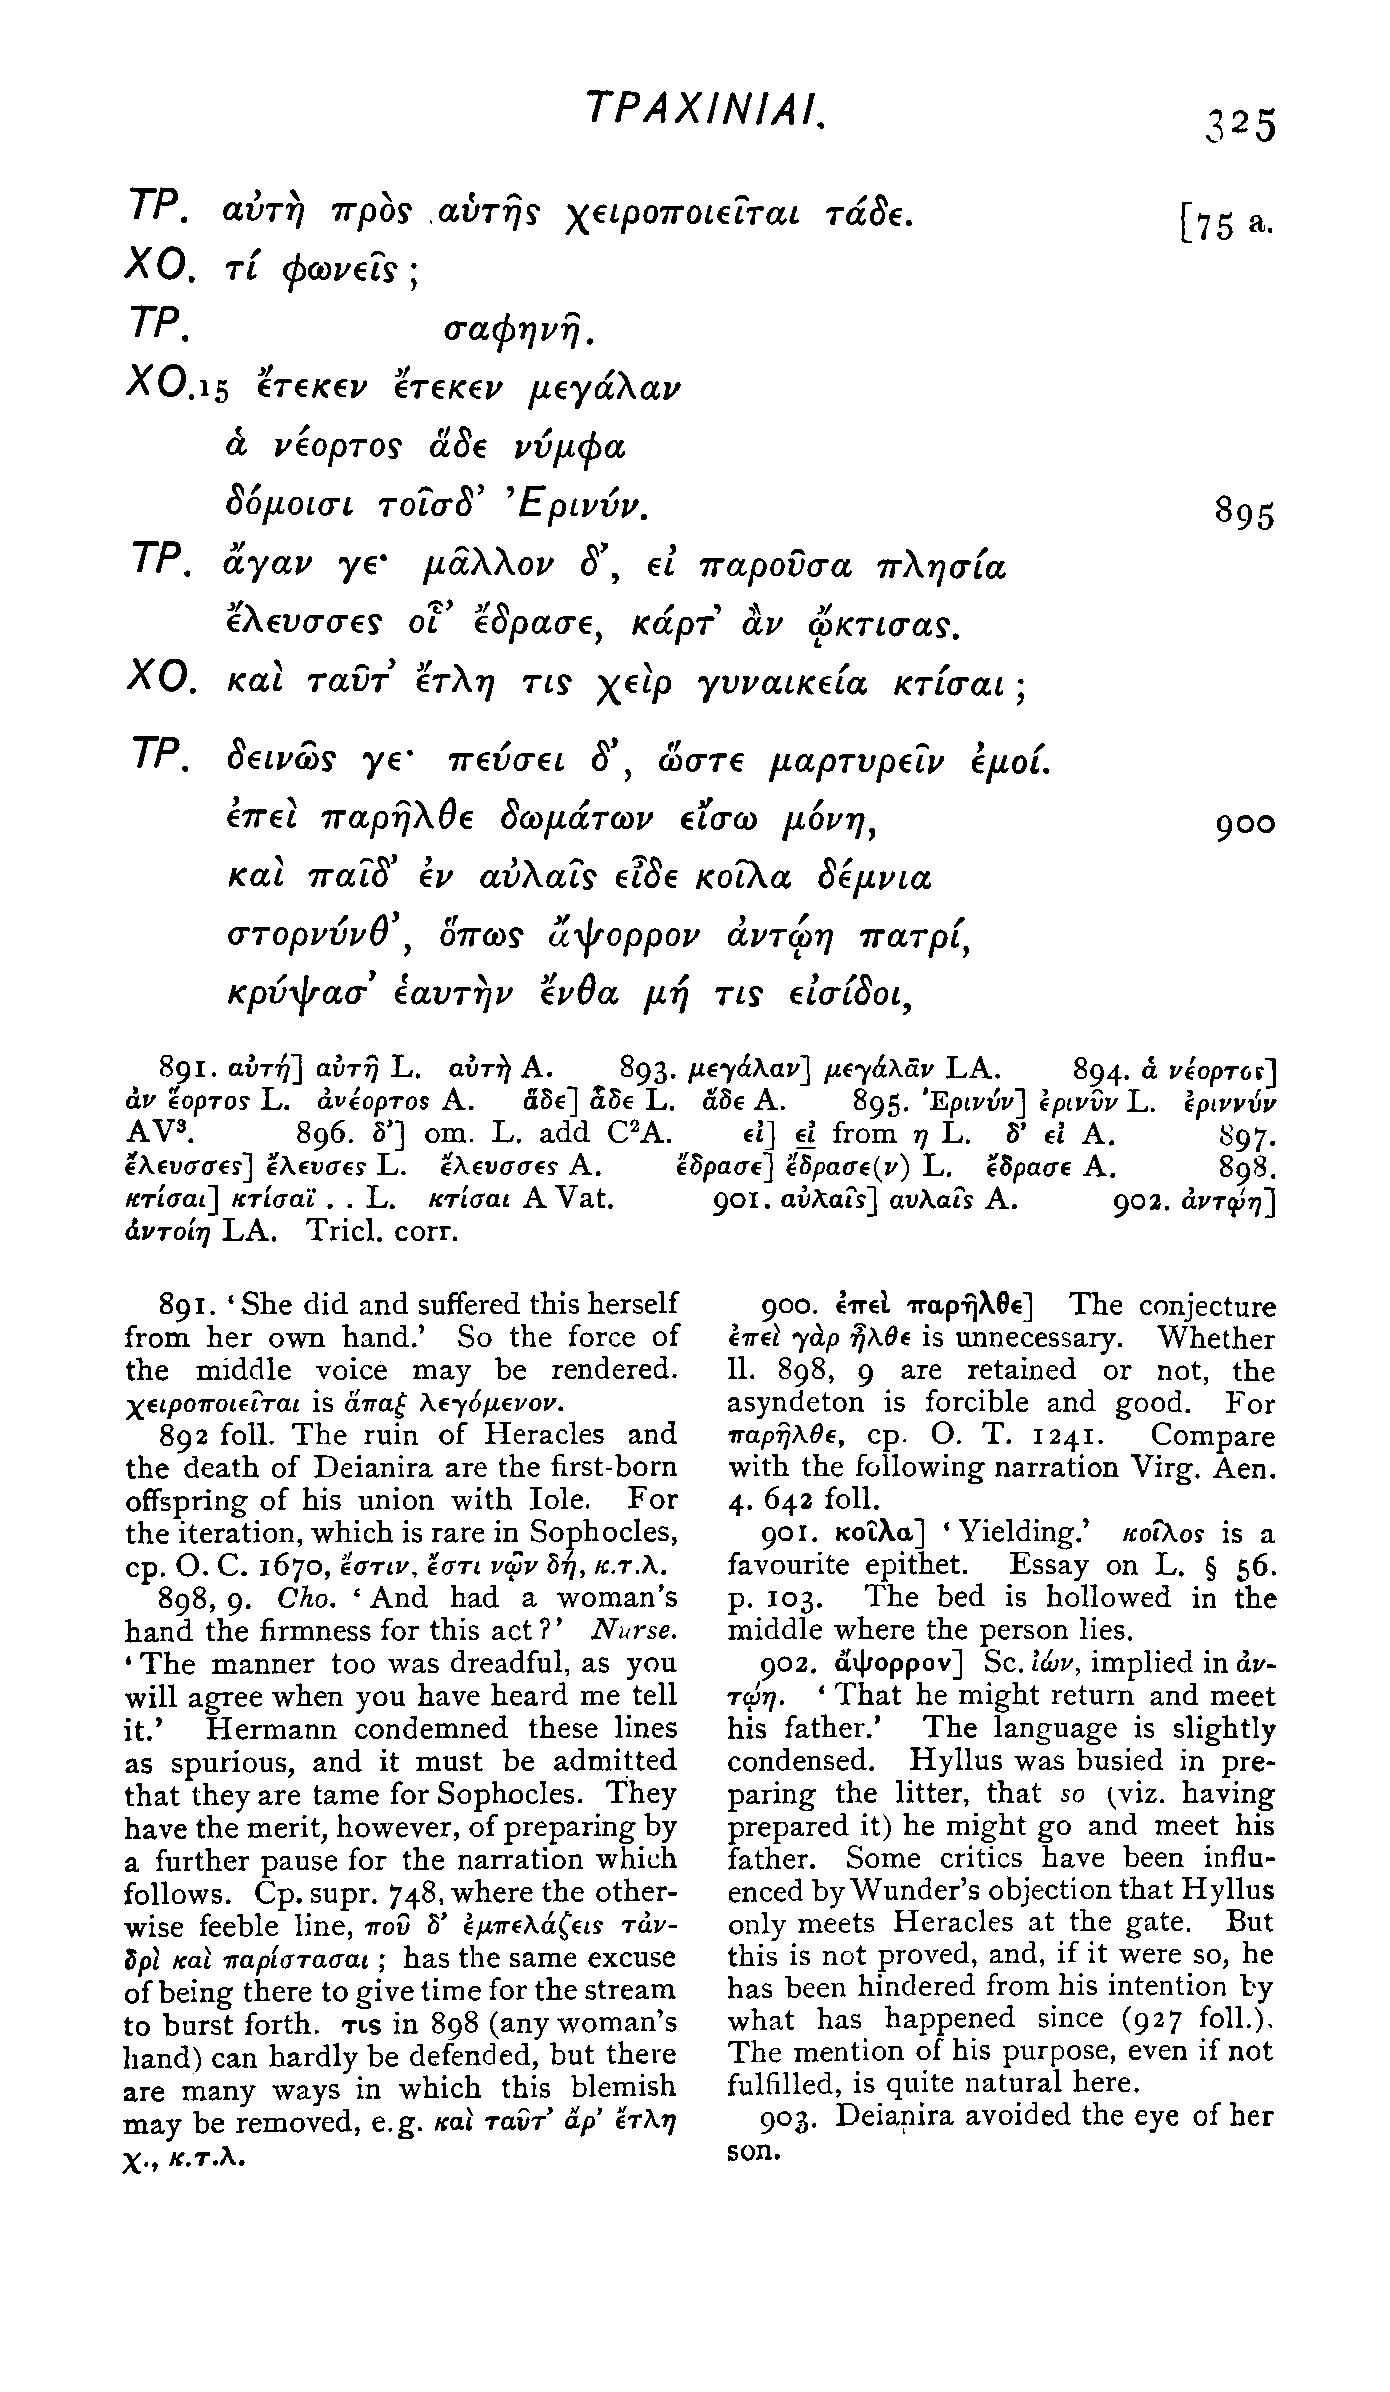 ΤΡΑΧΙΝΙΑΙ.
325
ΤΡ. αὐτὴ πρὸς αὑτῆς χειροποιεῖται τάδε. [75 a.
ΧΟ. τί φωνεῖς ;
ΤΡ. σαφηνῆ.
ΧΟ.15 ἔτεκεν ἔτεκεν μεγάλαν
ἁ νέορτος ἅδε νύμφα
δόμοισι τοῖσδ’ Ἐρινύν. 895
ΤΡ. ἄγαν γε· μᾶλλον δ’, εἰ παροῦσα πλησία
ἔλευσσες οἷ’ ἔδρασε, κάρτ’ ἂν ᾤκτισας.
ΧΟ. καὶ ταῦτ’ ἔτλη τις χεὶρ γυναικεία κτίσαι ;
ΤΡ. δεινῶς γε· πεύσει δ’, ὥστε μαρτυρεῖν ἐμοί.
ἐπεὶ παρῆλθε δωμάτων εἴσω μόνη, 900
καὶ παῖδ’ ἐν αὐλαῖς εἶδε κοῖλα δέμνια
στορνύνθ’, ὅπως ἄψορρον ἀντῴη πατρί,
κρύψασ’ ἑαυτὴν ἔνθα μή τις εἰσίδοι,
891. αὐτή] αὐτῆ L. αὐτὴ A. 893. μεγάλαν] μεγάλᾱν LA. 894. ἁ νέορτος]
ἀν ἔορτος L. ἀνέορτος A. ἅδε] ἆδε L. ἅδε A. 895. Ἐρινύν] ἐρινῦν L. ἐριννύν
AV³. 896. δ’] om. L. add C²A. εἰ] εἰ from η L. δ’ εἰ A. 897.
ἔλευσσες] ἔλευσες L. ἔλευσσες A. ἔδρασε] ἔδρασε(ν) L. ἔδρασε A. 898.
κτίσαι] κτίσαϊ . . L. κτίσαι A Vat. 901. αὐλαῖς] αυλαῖς A. 902. ἀντῴη]
ἀντοίη LA. Tricl. corr.
891. ‘She did and suffered this herself
from her own hand.’ So the force of
the middle voice may be rendered.
χειροποιεῖται is ἅπαξ λεγόμενον.
892 foll. The ruin of Heracles and
the death of Deianira are the first-born
offspring of his union with Iole. For
the iteration, which is rare in Sophocles,
cp. O. C. 1670, ἔστιν, ἔστι νῷν δή, κ.τ.λ.
898, 9. Cho. ‘And had a woman’s
hand the firmness for this act?’ Nurse.
‘The manner too was dreadful, as you
will agree when you have heard me tell
it.’ Hermann condemned these lines
as spurious, and it must be admitted
that they are tame for Sophocles. They
have the merit, however, of preparing by
a further pause for the narration which
follows. Cp. supr. 748, where the other-
wise feeble line, ποῦ δ’ ἐμπελάζεις τἀν-
δρὶ καὶ παρίστασαι ; has the same excuse
of being there to give time for the stream
to burst forth. τις in 898 (any woman’s
hand) can hardly be defended, but there
are many ways in which this blemish
may be removed, e.g. καὶ ταῦτ’ ἄρ’ ἔτλη
χ., κ.τ.λ.
900. ἐπεὶ παρῆλθε] The conjecture
ἐπεὶ γὰρ ἦλθε is unnecessary. Whether
ll. 898, 9 are retained or not, the
asyndeton is forcible and good. For
παρῆλθε, cp. O. T. 1241. Compare
with the following narration Virg. Aen.
4. 642 foll.
901. κοῖλα] ‘Yielding.’ κοῖλος is a
favourite epithet. Essay on L. § 56.
p. 103. The bed is hollowed in the
middle where the person lies.
902. ἄψορρον] Sc. ἰών, implied in ἀν-
τῴη. ‘That he might return and meet
his father.’ The language is slightly
condensed. Hyllus was busied in pre-
paring the litter, that so (viz. having
prepared it) he might go and meet his
father. Some critics have been influ-
enced by Wunder’s objection that Hyllus
only meets Heracles at the gate. But
this is not proved, and, if it were so, he
has been hindered from his intention by
what has happened since (927 foll.).
The mention of his purpose, even if not
fulfilled, is quite natural here.
903. Deianira avoided the eye of her
son.